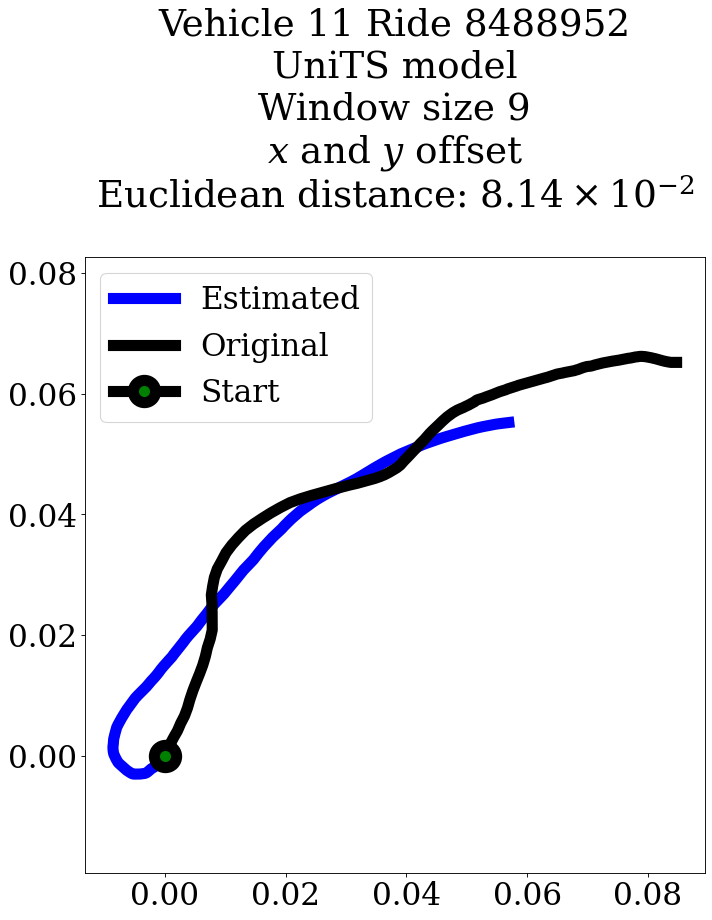 Vehicle 11 Ride 8488952
UniTS model
Window size 9
x and y offset
Euclidean distance: 8.14 × 10⁻²
0.08
0.06
0.04
0.02
0.00
Estimated
Original
Start
0.00 0.02 0.04 0.06 0.08